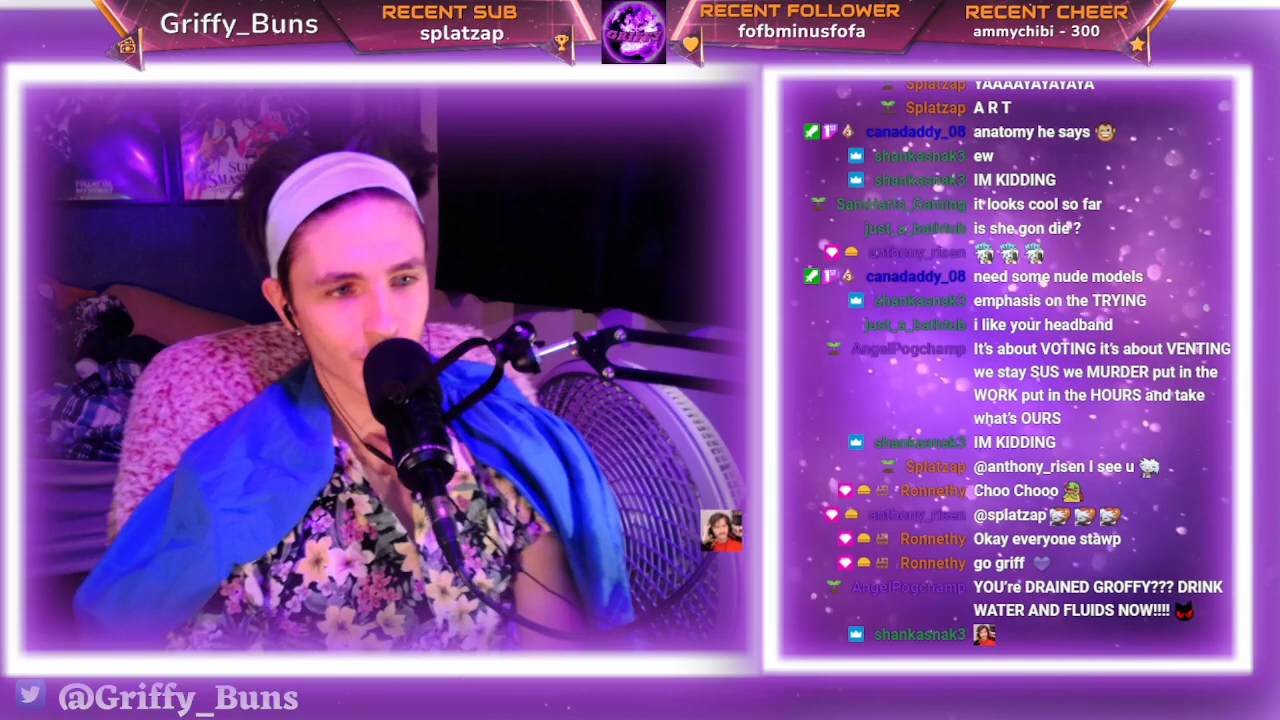 Griffy_Buns
RECENT SUB
splatzap
GRIFFS
RECENT FOLLOWER
fofbminusfofa
RECENT CHEER
ammychibi - 300
Splatzap YAAAAYAYAYAYA
Splatzap A R T
canadaddy_08 anatomy he says
shankasnak3 ew
shankasnak3 IM KIDDING
SamHarts_Gaming it looks cool so far
just_a_bathtub is she gon die ?
anthony_risen
canadaddy_08 need some nude models
shankasnak3 emphasis on the TRYING
just_a_bathtub i like your headband
AngelPogchamp It's about VOTING it's about VENTING
we stay SUS we MURDER put in the
WORK put in the HOURS and take
what's OURS
shankasnak3 IM KIDDING
Splatzap @anthony_risen I see u
Ronnethy Choo Chooo
anthony_risen @splatzap
Ronnethy Okay everyone stawp
Ronnethy go griff
AngelPogchamp YOU're DRAINED GROFFY??? DRINK
WATER AND FLUIDS NOW!!!!
shankasnak3
@Griffy_Buns